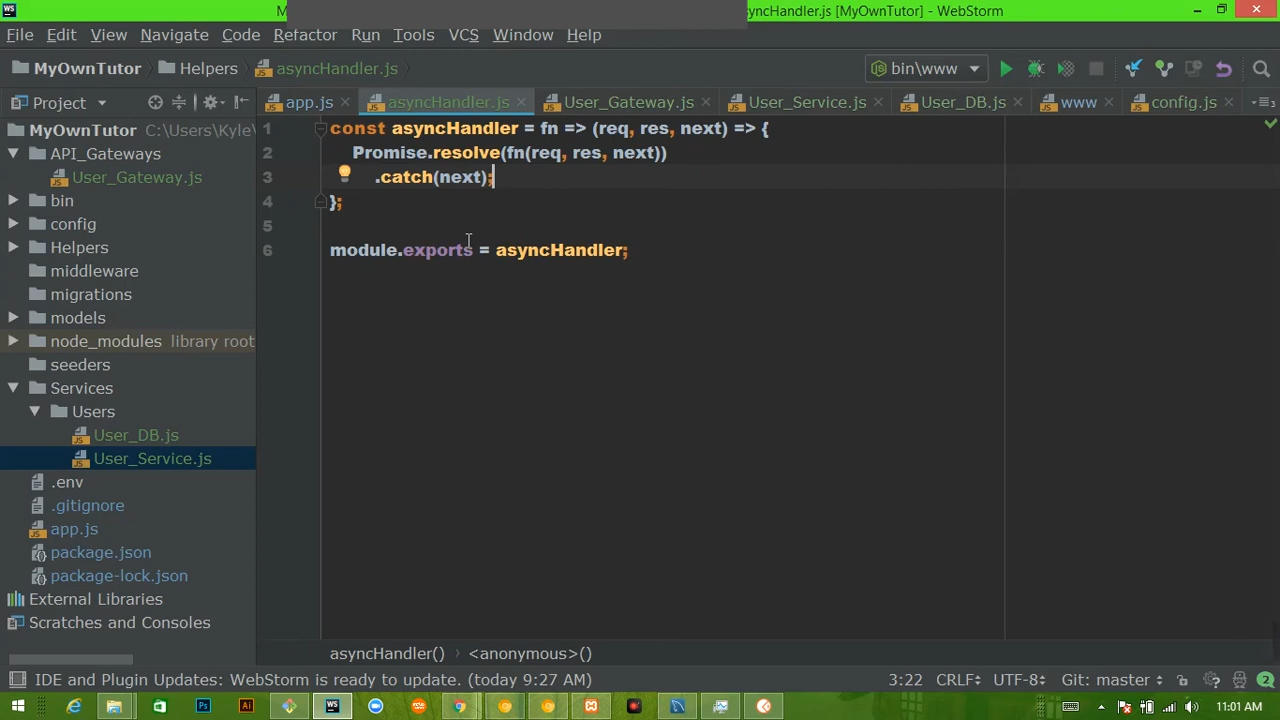 WS M yncHandler.js [MyOwnTutor] - WebStorm
File Edit View Navigate Code Refactor Run Tools VCS Window Help
MyOwnTutor Helpers asyncHandler.js bin\www
Project app.js asyncHandler.js User_Gateway.js User_Service.js User_DB.js www config.js
MyOwnTutor C:\Users\Kyle\
API_Gateways
User_Gateway.js
bin
config
Helpers
middleware
migrations
models
node_modules library root
seeders
Services
Users
User_DB.js
User_Service.js
.env
.gitignore
app.js
package.json
package-lock.json
External Libraries
Scratches and Consoles
1 const asyncHandler = fn => (req, res, next) => {
2 Promise.resolve(fn(req, res, next))
3 .catch(next);
4 };
5
6 module.exports = asyncHandler;
asyncHandler() › <anonymous>()
IDE and Plugin Updates: WebStorm is ready to update. (today 9:27 AM) 3:22 CRLF UTF-8 Git: master 2
Ps Ai WS 11:01 AM